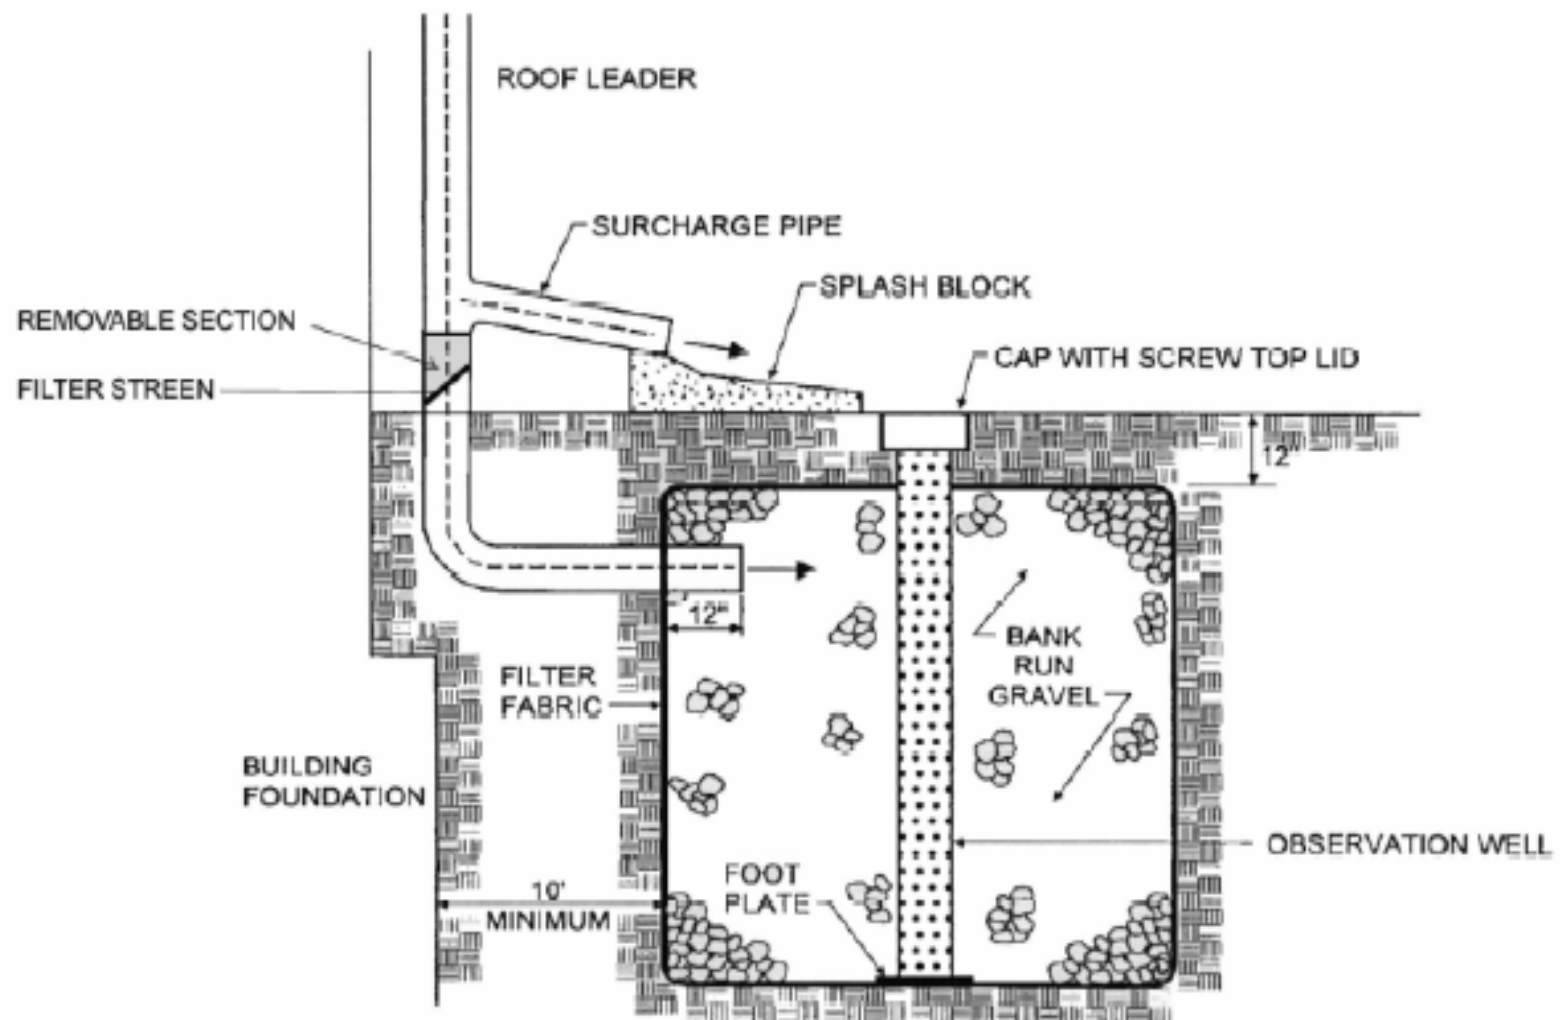 ROOF LEADER
SURCHARGE PIPE
SPLASH BLOCK
REMOVABLE SECTION
CAP WITH SCREW TOP LID
FILTER STREEN
12"
12"
BANK
RUN
GRAVEL
FILTER
FABRIC
BUILDING
FOUNDATION
OBSERVATION WELL
FOOT
PLATE
10'
MINIMUM